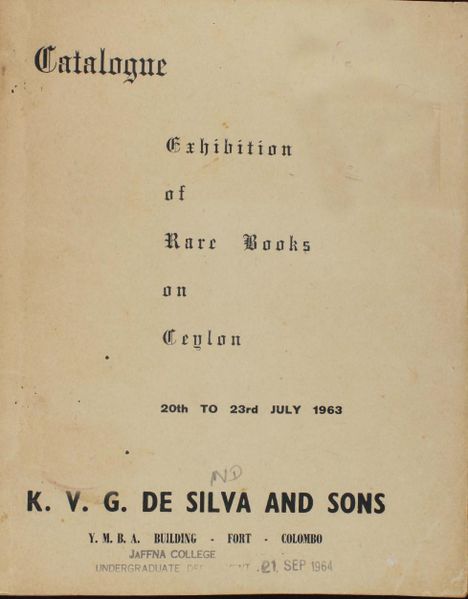 Catalogue
Exhibition
of
Rare Books
on
Ceylon
20th TO 23rd JULY 1963
ND
K. V. G. DE SILVA AND SONS
Y. M. B. A. BUILDING - FORT - COLOMBO
JAFFNA COLLEGE
UNDERGRADUATE 21 SEP 1964